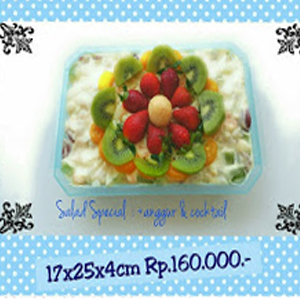 Salad Special : + anggur & cocktail
17x25x4cm Rp.160.000.-